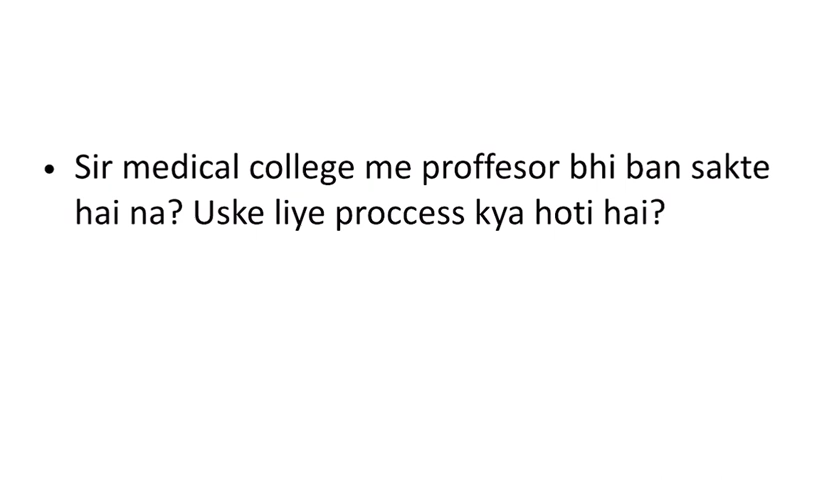 • Sir medical college me proffesor bhi ban sakte
hai na? Uske liye proccess kya hoti hai?